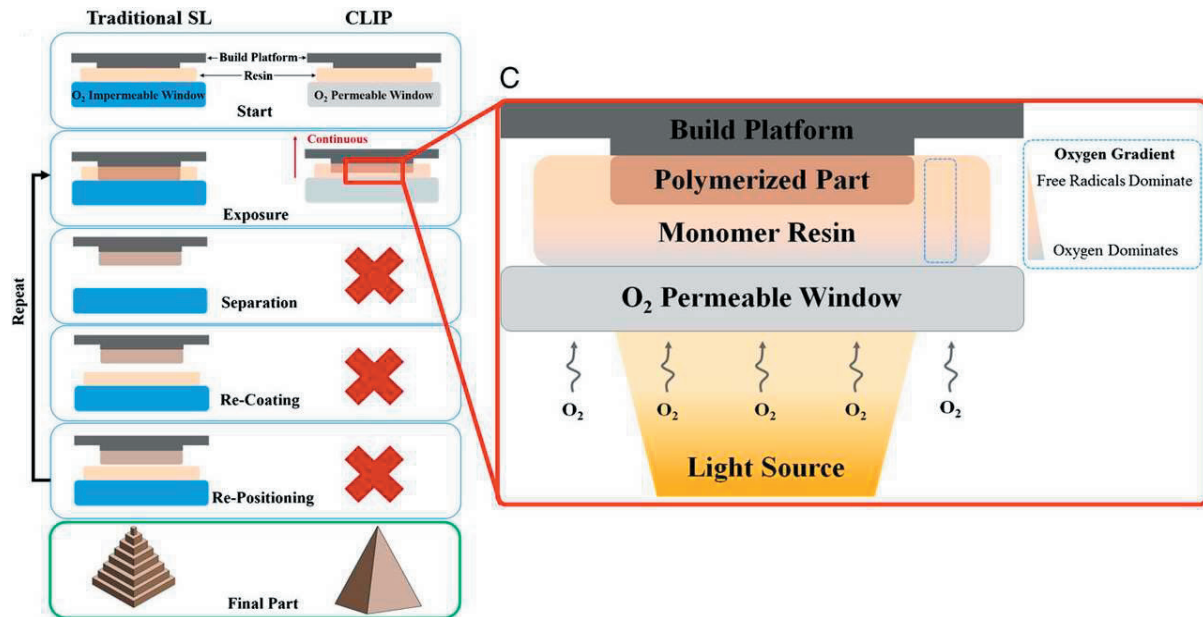 Traditional SL
CLIP
Build Platform
Resin
O₂ Impermeable Window
O₂ Permeable Window
Start
Continuous
Exposure
Separation
Re-Coating
Re-Positioning
Repeat
Final Part
C
Build Platform
Polymerized Part
Monomer Resin
O₂ Permeable Window
O₂
O₂
O₂
O₂
O₂
Light Source
Oxygen Gradient
Free Radicals Dominate
Oxygen Dominates